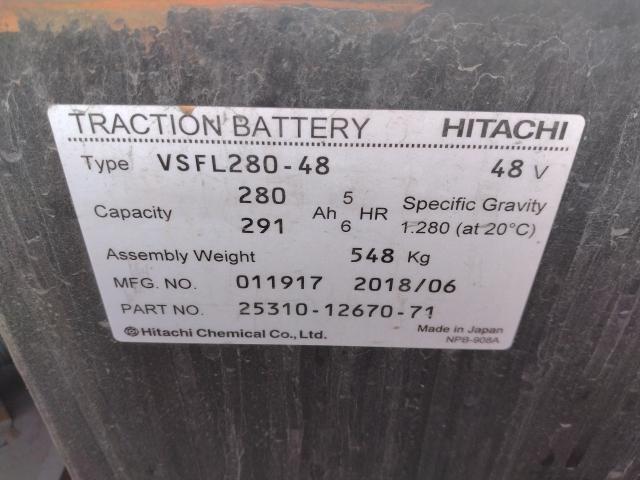 TRACTION BATTERY HITACHI
Type VSFL280-48 48 V
Capacity 280 Ah 5 HR Specific Gravity
291 6 1.280 (at 20°C)
Assembly Weight 548 Kg
MFG. NO. 011917 2018/06
PART NO. 25310-12670-71
Hitachi Chemical Co., Ltd. Made in Japan
NPB-908A